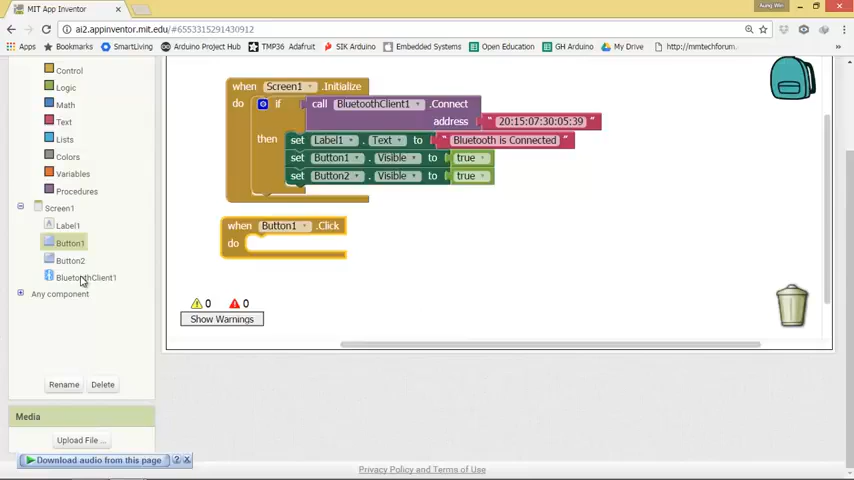 MIT App Inventor
Aung Win
ai2.appinventor.mit.edu/#6553315291430912
Apps Bookmarks SmartLiving Arduino Project Hub TMP36 Adafruit SIK Arduino Embedded Systems Petition GH Arduino My Drive http://mmtechforum.
Control
Logic
Math
Text
Lists
Colors
Variables
Procedures
Screen1
Label1
Button1
Button2
BluetoothClient1
Any component
Rename Delete
Media
Upload File ...
Download audio from this page ? X
when Screen1 .Initialize
do if call BluetoothClient1 .Connect
address " 20:15:07:30:05:39 "
then set Label1 . Text to " Bluetooth is Connected "
set Button1 . Visible to true
set Button2 . Visible to true
when Button1 .Click
do
0 0
Show Warnings
Privacy Policy and Terms of Use